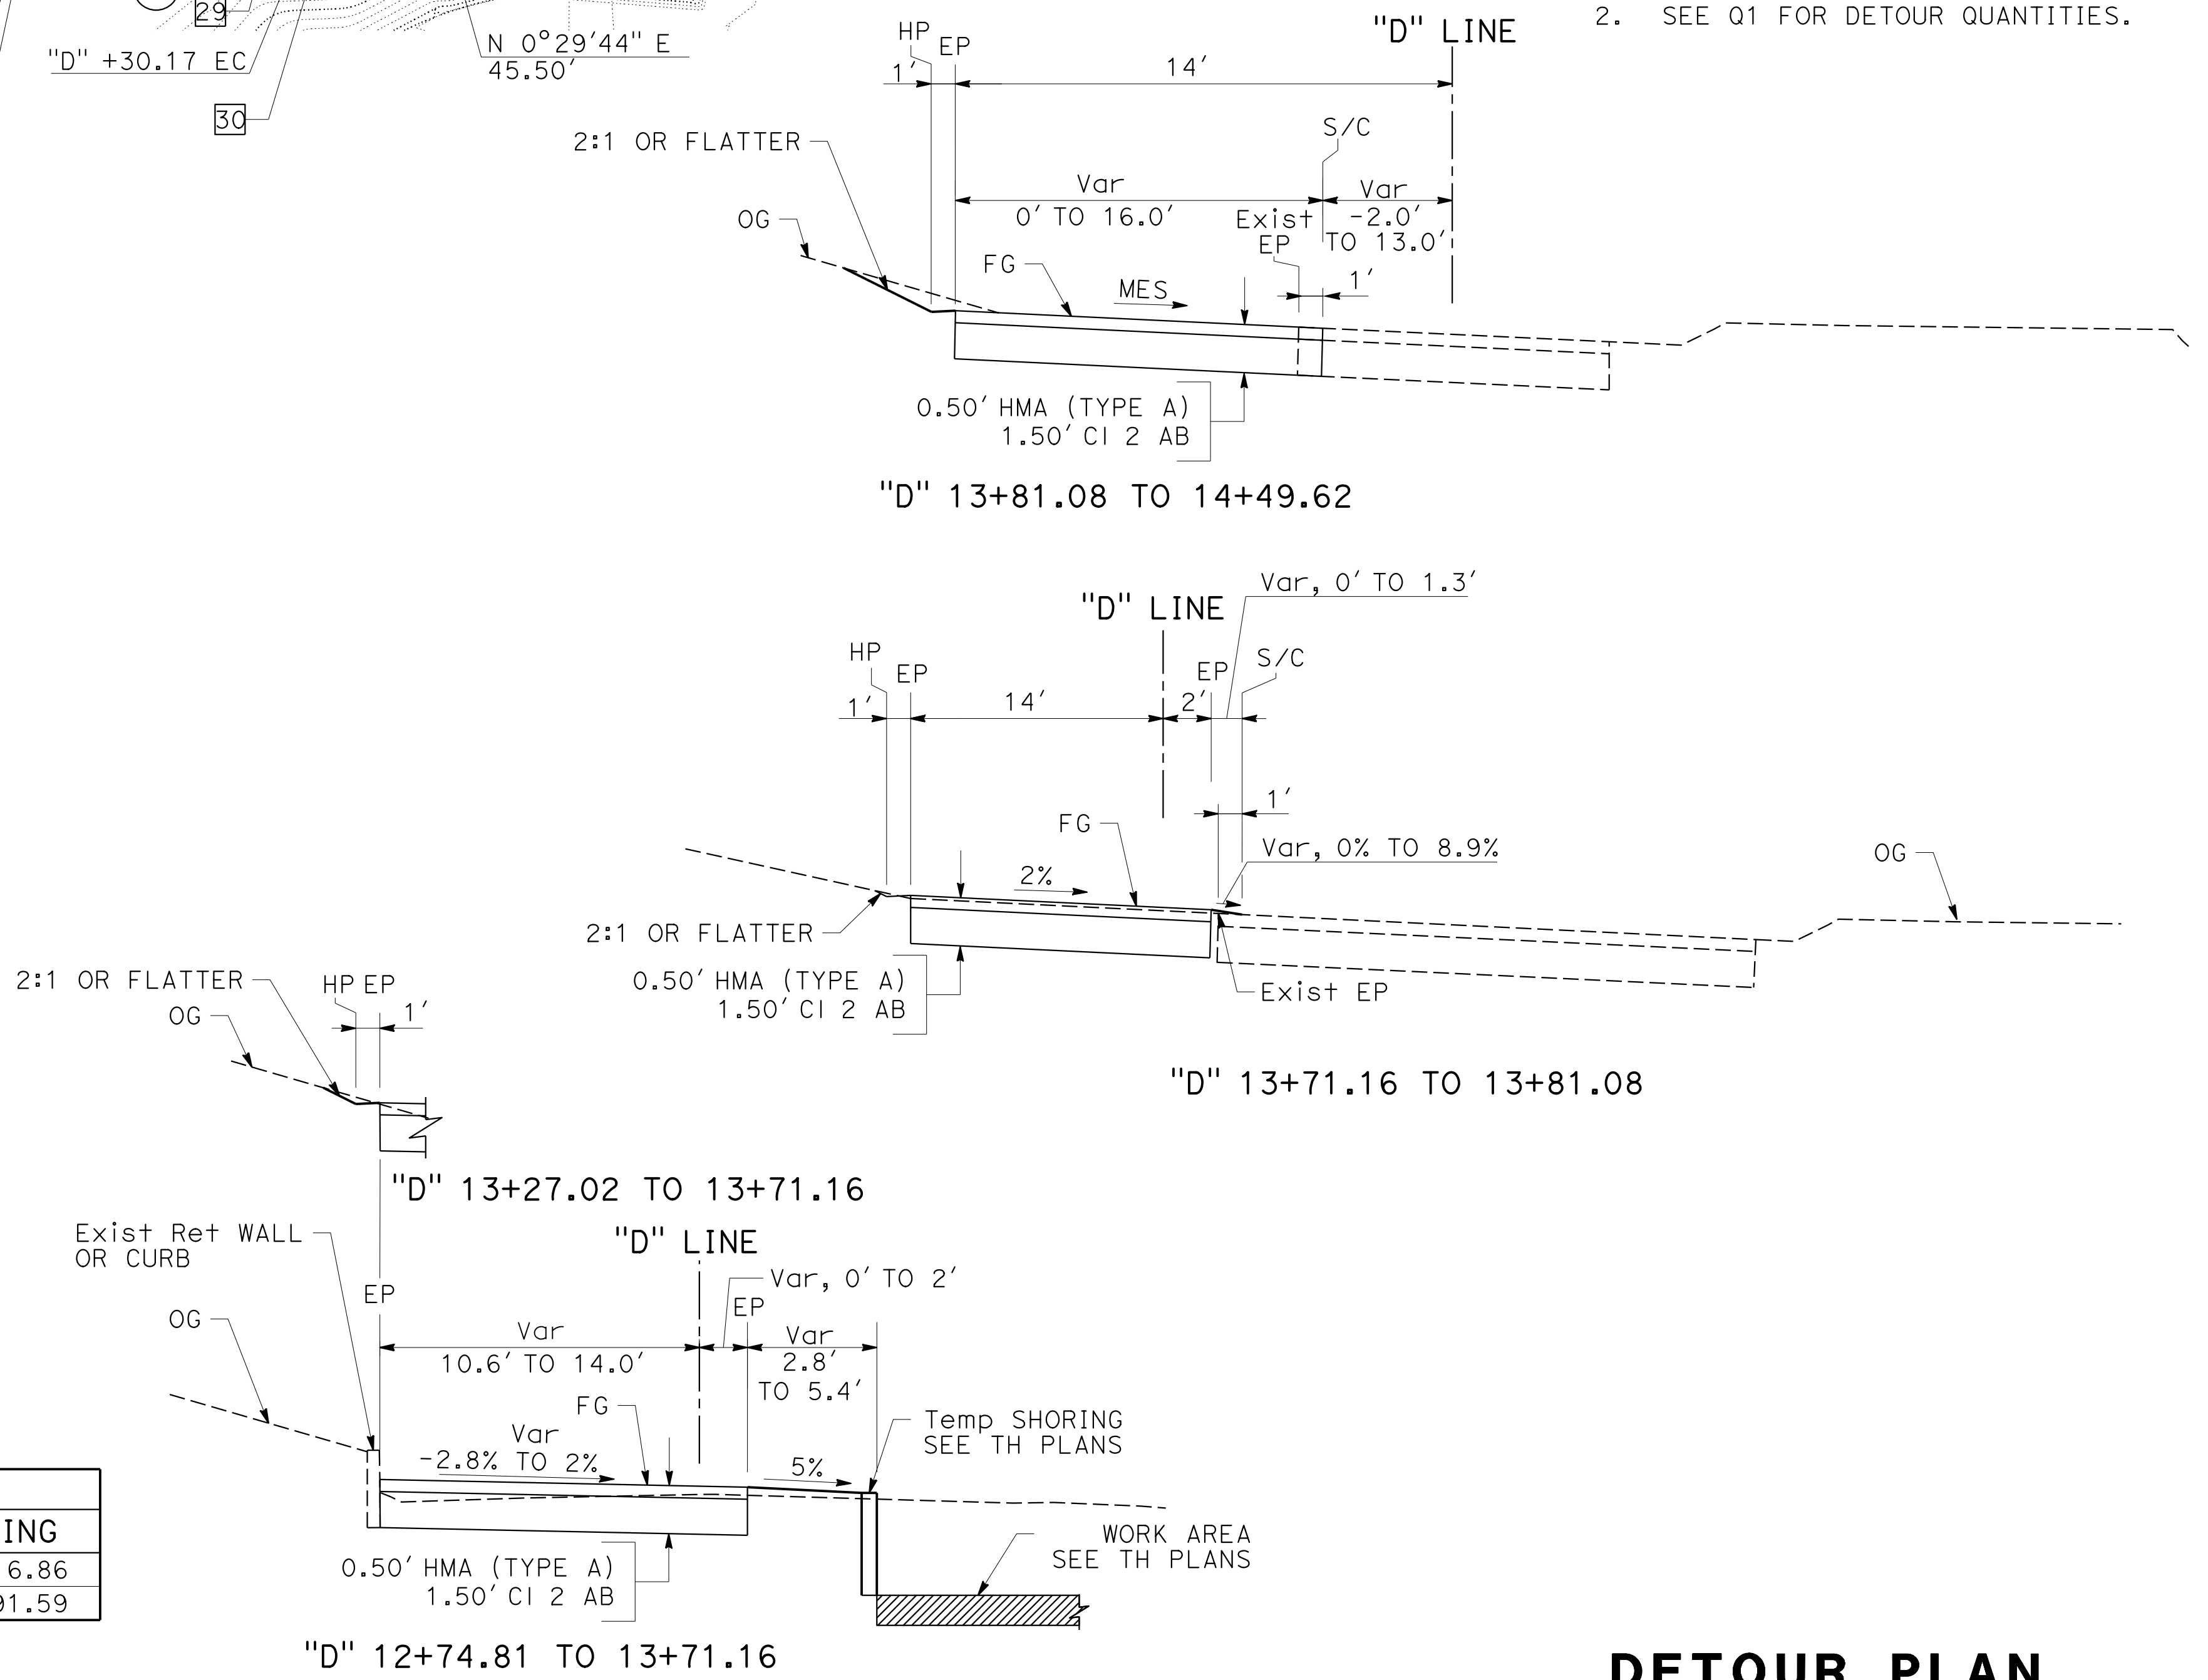 29
"D" +30.17 EC
30
N 0°29'44" E
45.50'
2. SEE Q1 FOR DETOUR QUANTITIES.
"D" LINE
HP
EP
1'
14'
2:1 OR FLATTER
S/C
Var
0' TO 16.0'
Var
-2.0'
TO 13.0'
Exist
EP
OG
FG
MES
1'
0.50' HMA (TYPE A)
1.50' Cl 2 AB
"D" 13+81.08 TO 14+49.62
Var, 0' TO 1.3'
"D" LINE
HP
EP
EP
S/C
1'
14'
2'
1'
FG
Var, 0% TO 8.9%
OG
2%
2:1 OR FLATTER
0.50' HMA (TYPE A)
1.50' Cl 2 AB
Exist EP
"D" 13+71.16 TO 13+81.08
2:1 OR FLATTER
HP EP
OG
1'
"D" 13+27.02 TO 13+71.16
Exist Ret WALL
OR CURB
"D" LINE
Var, 0' TO 2'
EP
EP
OG
Var
10.6' TO 14.0'
Var
2.8'
TO 5.4'
FG
Var
-2.8% TO 2%
5%
Temp SHORING
SEE TH PLANS
WORK AREA
SEE TH PLANS
0.50' HMA (TYPE A)
1.50' Cl 2 AB
"D" 12+74.81 TO 13+71.16
ING
6.86
91.59
DETOUR PLAN